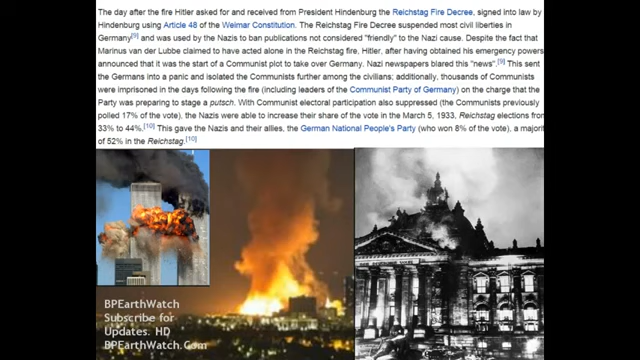 The day after the fire Hitler asked for and received from President Hindenburg the Reichstag Fire Decree, signed into law by
Hindenburg using Article 48 of the Weimar Constitution. The Reichstag Fire Decree suspended most civil liberties in
Germany[9] and was used by the Nazis to ban publications not considered "friendly" to the Nazi cause. Despite the fact that
Marinus van der Lubbe claimed to have acted alone in the Reichstag fire, Hitler, after having obtained his emergency powers,
announced that it was the start of a Communist plot to take over Germany. Nazi newspapers blared this "news".[9] This sent
the Germans into a panic and isolated the Communists further among the civilians; additionally, thousands of Communists
were imprisoned in the days following the fire (including leaders of the Communist Party of Germany) on the charge that the
Party was preparing to stage a putsch. With Communist electoral participation also suppressed (the Communists previously
polled 17% of the vote), the Nazis were able to increase their share of the vote in the March 5, 1933, Reichstag elections from
33% to 44%.[10] This gave the Nazis and their allies, the German National People's Party (who won 8% of the vote), a majorit
of 52% in the Reichstag.[10]
BPEarthWatch
Subscribe for
Updates. HD
BPEarthWatch.Com